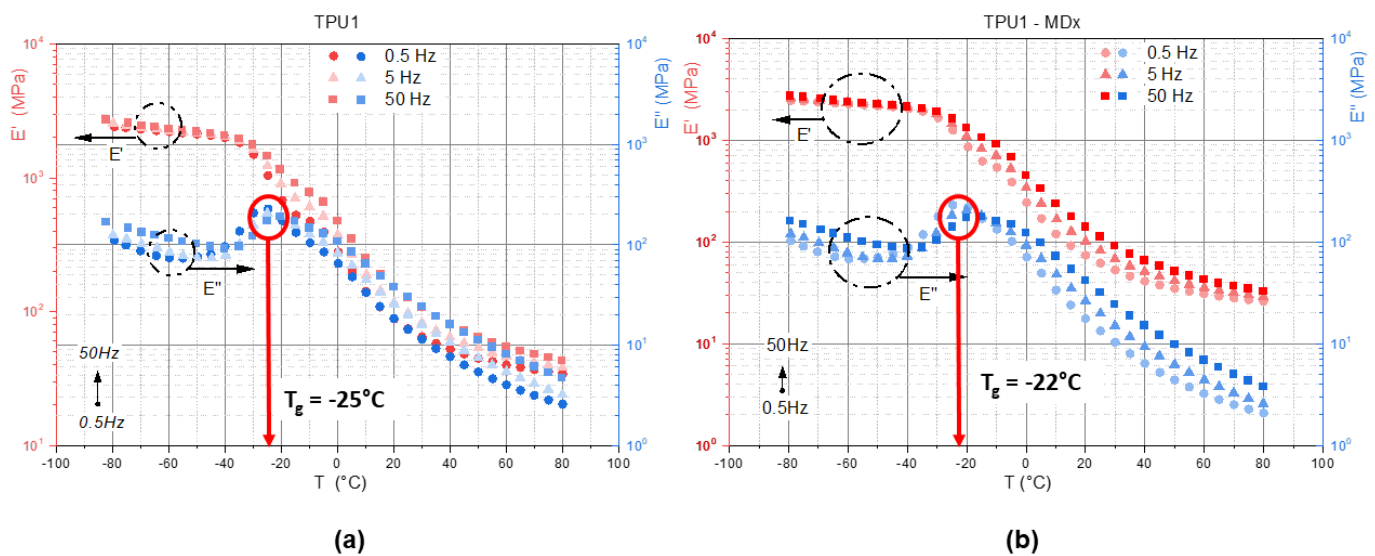 TPU1
10⁴
10³
10²
10¹
E' (MPa)
10⁴
10³
10²
10¹
10⁰
E" (MPa)
0.5 Hz
5 Hz
50 Hz
E'
E"
50Hz
0.5Hz
Tg = -25°C
-100 -80 -60 -40 -20 0 20 40 60 80 100
T (°C)
(a)
TPU1 - MDx
10⁴
10³
10²
10¹
10⁰
E' (MPa)
10⁴
10³
10²
10¹
10⁰
E" (MPa)
0.5 Hz
5 Hz
50 Hz
E'
E"
50Hz
0.5Hz
Tg = -22°C
-100 -80 -60 -40 -20 0 20 40 60 80 100
T (°C)
(b)